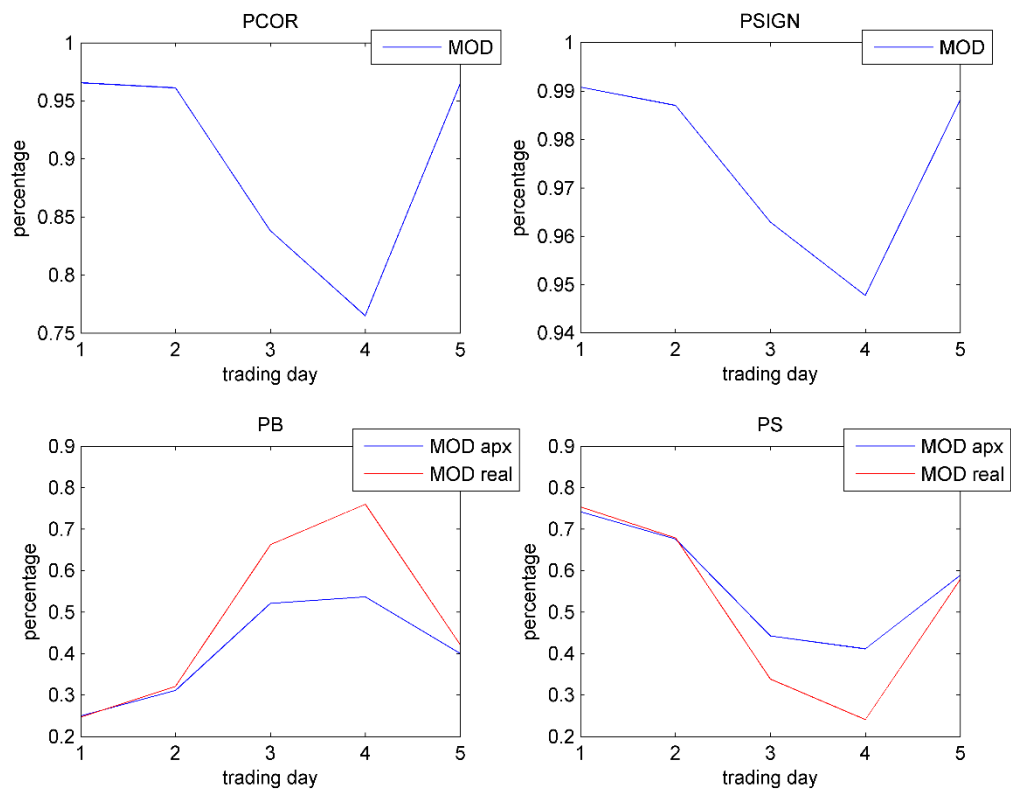 PCOR
MOD
1
0.95
0.9
0.85
0.8
0.75
percentage
1 2 3 4 5
trading day
PSIGN
MOD
1
0.99
0.98
0.97
0.96
0.95
0.94
percentage
1 2 3 4 5
trading day
PB
MOD apx
MOD real
0.9
0.8
0.7
0.6
0.5
0.4
0.3
0.2
percentage
1 2 3 4 5
trading day
PS
MOD apx
MOD real
0.9
0.8
0.7
0.6
0.5
0.4
0.3
0.2
percentage
1 2 3 4 5
trading day